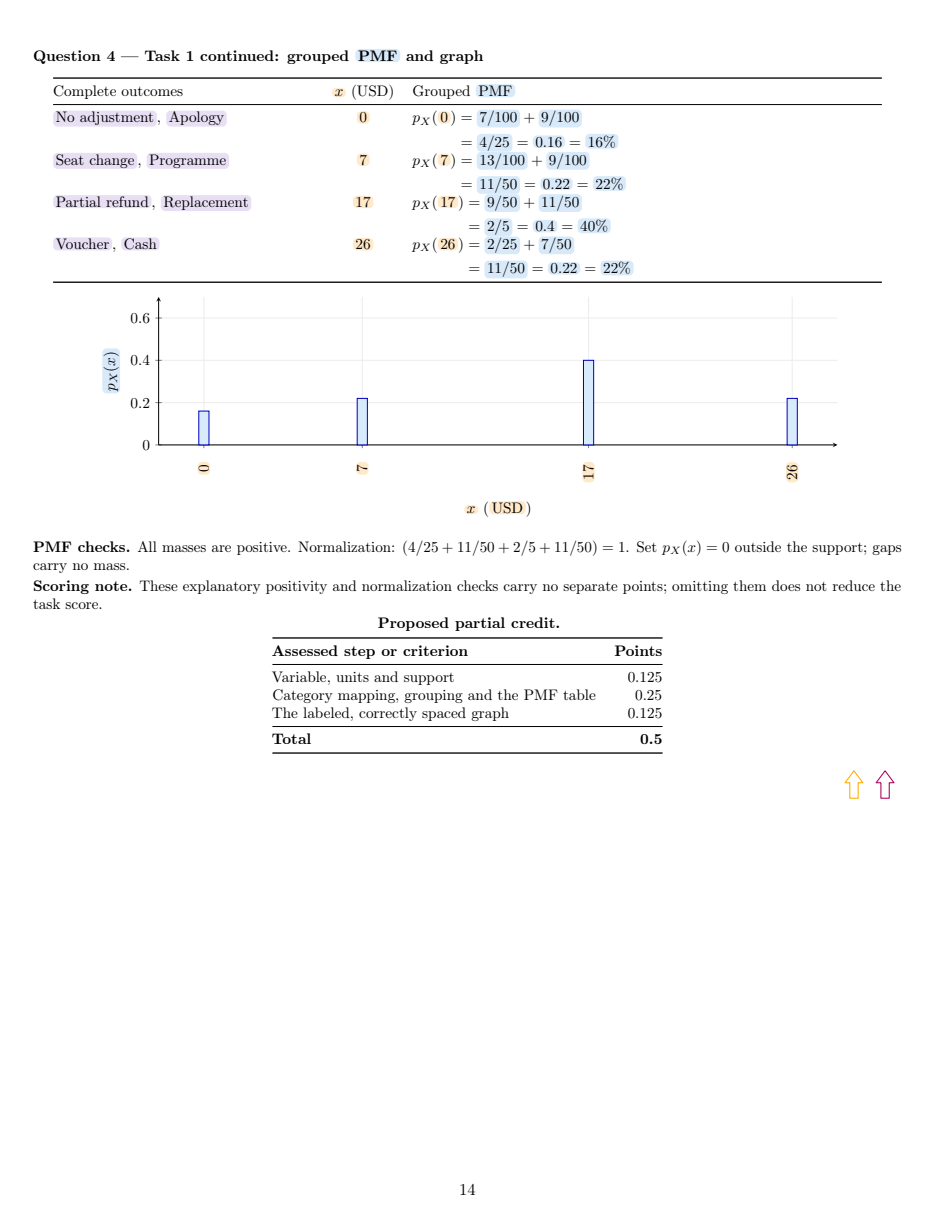 Question 4 — Task 1 continued: grouped PMF and graph
Complete outcomes x (USD) Grouped PMF
No adjustment, Apology 0 pX(0) = 7/100 + 9/100
= 4/25 = 0.16 = 16%
Seat change, Programme 7 pX(7) = 13/100 + 9/100
= 11/50 = 0.22 = 22%
Partial refund, Replacement 17 pX(17) = 9/50 + 11/50
= 2/5 = 0.4 = 40%
Voucher, Cash 26 pX(26) = 2/25 + 7/50
= 11/50 = 0.22 = 22%
0.6
0.4
0.2
0
pX(x)
0 7 17 26
x (USD)
PMF checks. All masses are positive. Normalization: (4/25 + 11/50 + 2/5 + 11/50) = 1. Set pX(x) = 0 outside the support; gaps
carry no mass.
Scoring note. These explanatory positivity and normalization checks carry no separate points; omitting them does not reduce the
task score.
Proposed partial credit.
Assessed step or criterion Points
Variable, units and support 0.125
Category mapping, grouping and the PMF table 0.25
The labeled, correctly spaced graph 0.125
Total 0.5
14